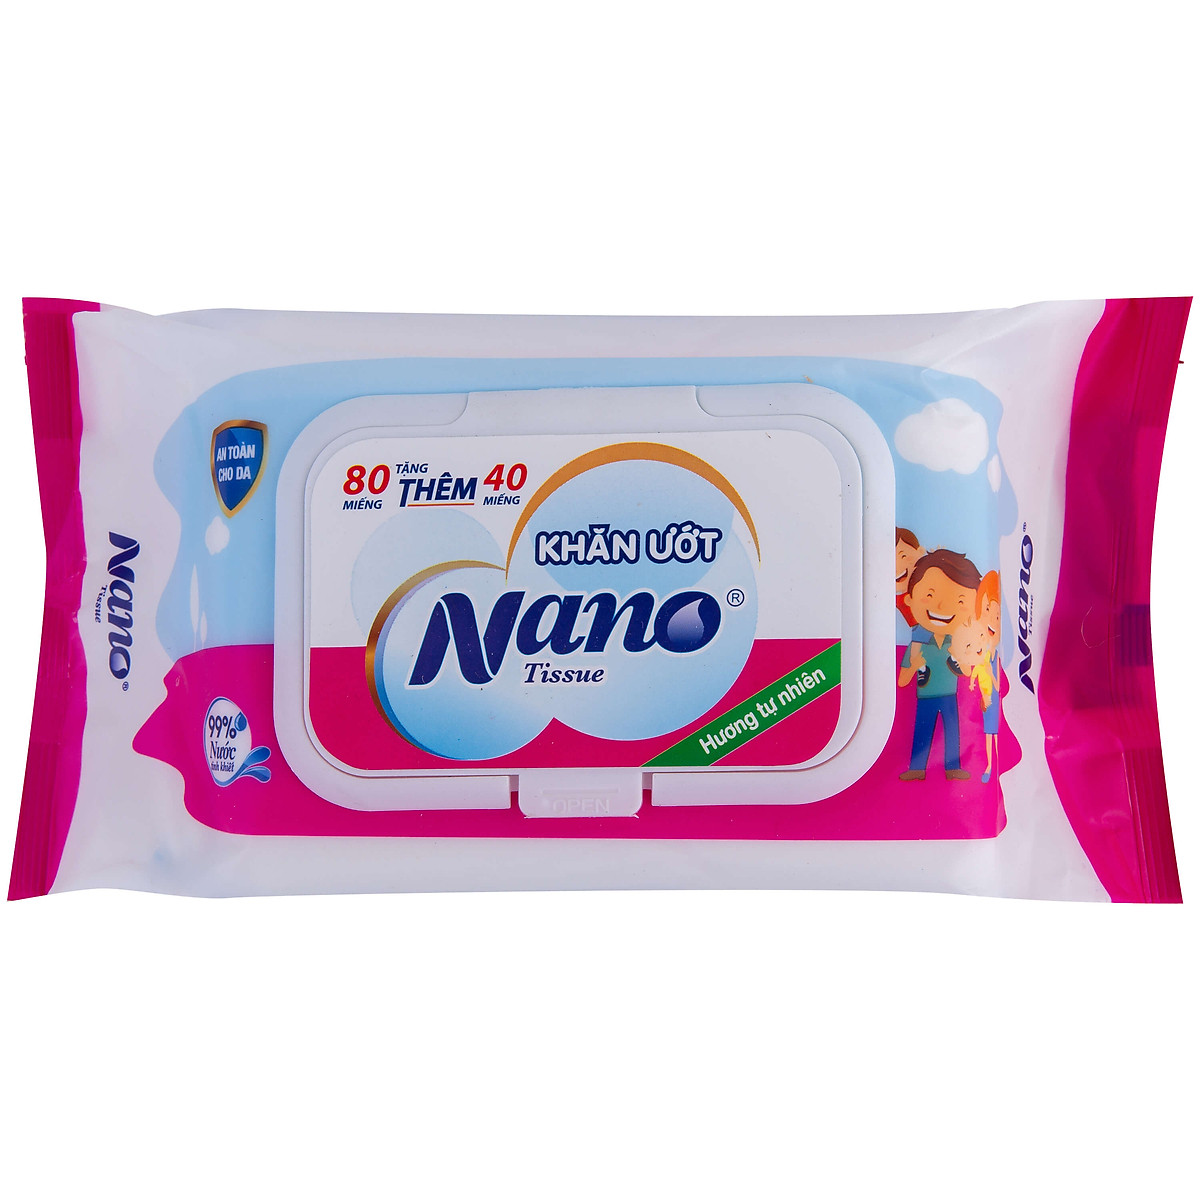 80 TẶNG THÊM 40
MIẾNG MIẾNG
KHĂN ƯỚT
Nano®
Tissue
Hương tự nhiên
OPEN
AN TOÀN
CHO DA
99%
Nước
tinh khiết
Nano®
Tissue
Nano®
Tissue